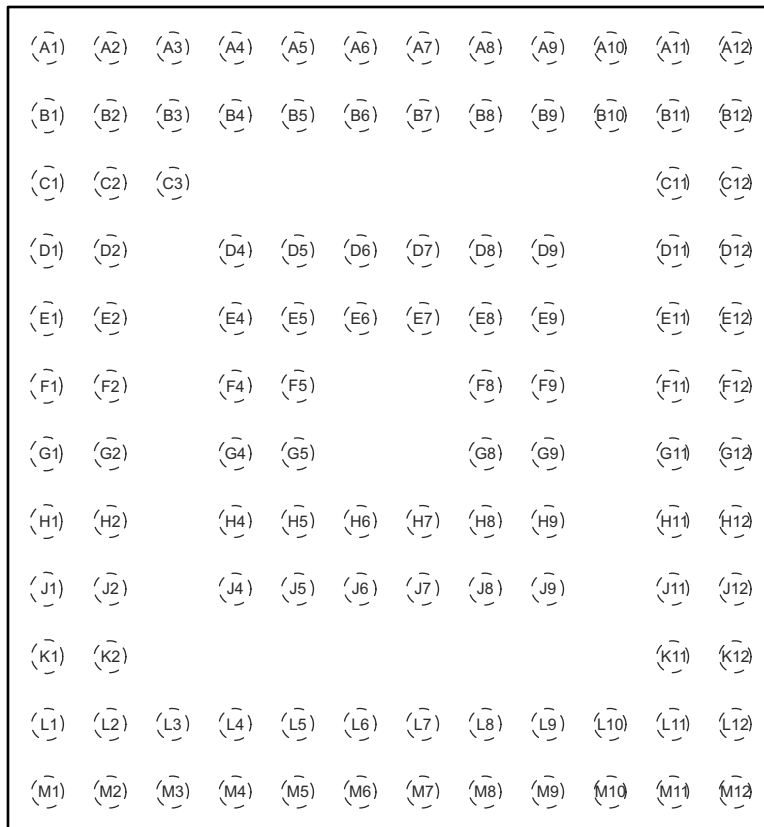 A1 A2 A3 A4 A5 A6 A7 A8 A9 A10 A11 A12
B1 B2 B3 B4 B5 B6 B7 B8 B9 B10 B11 B12
C1 C2 C3 C11 C12
D1 D2 D4 D5 D6 D7 D8 D9 D11 D12
E1 E2 E4 E5 E6 E7 E8 E9 E11 E12
F1 F2 F4 F5 F8 F9 F11 F12
G1 G2 G4 G5 G8 G9 G11 G12
H1 H2 H4 H5 H6 H7 H8 H9 H11 H12
J1 J2 J4 J5 J6 J7 J8 J9 J11 J12
K1 K2 K11 K12
L1 L2 L3 L4 L5 L6 L7 L8 L9 L10 L11 L12
M1 M2 M3 M4 M5 M6 M7 M8 M9 M10 M11 M12